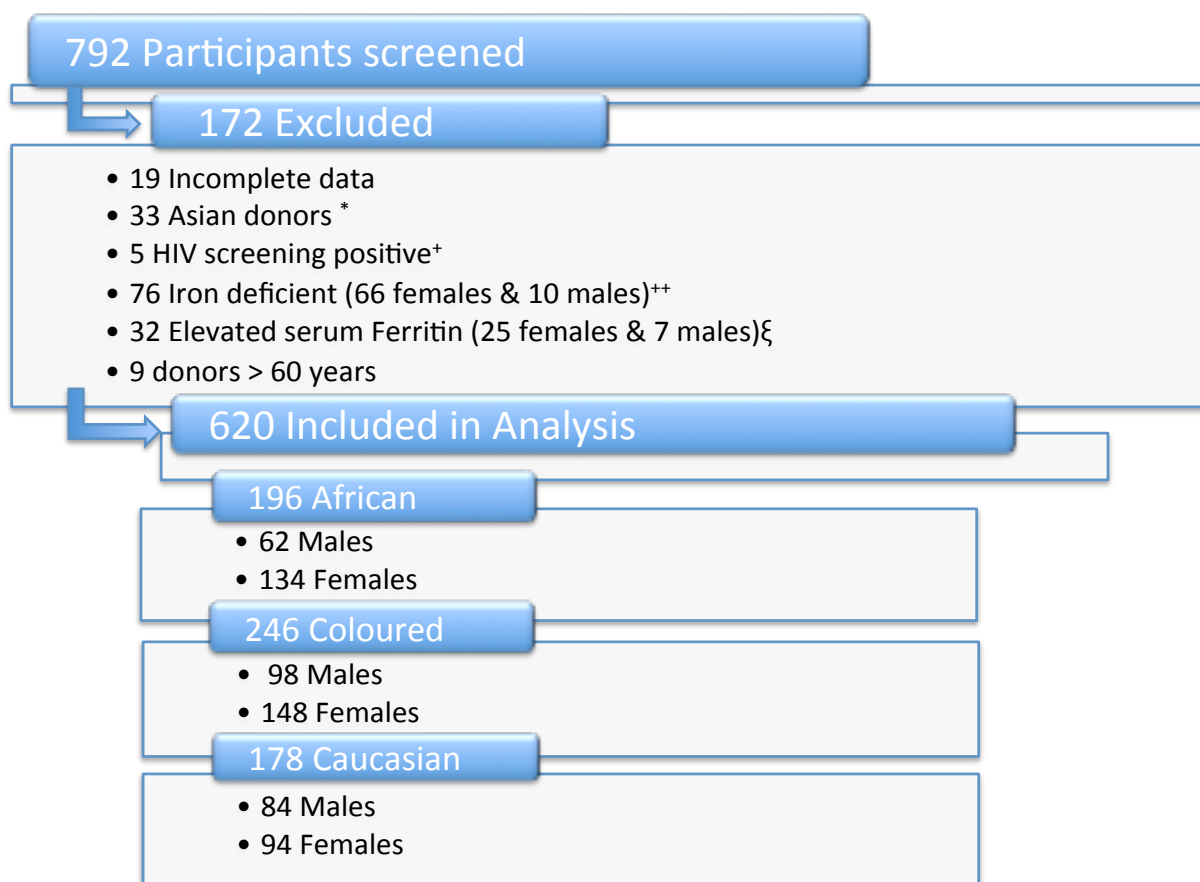 792 Participants screened
172 Excluded
• 19 Incomplete data
• 33 Asian donors *
• 5 HIV screening positive+
• 76 Iron deficient (66 females & 10 males)++
• 32 Elevated serum Ferritin (25 females & 7 males)ξ
• 9 donors > 60 years
620 Included in Analysis
196 African
• 62 Males
• 134 Females
246 Coloured
• 98 Males
• 148 Females
178 Caucasian
• 84 Males
• 94 Females